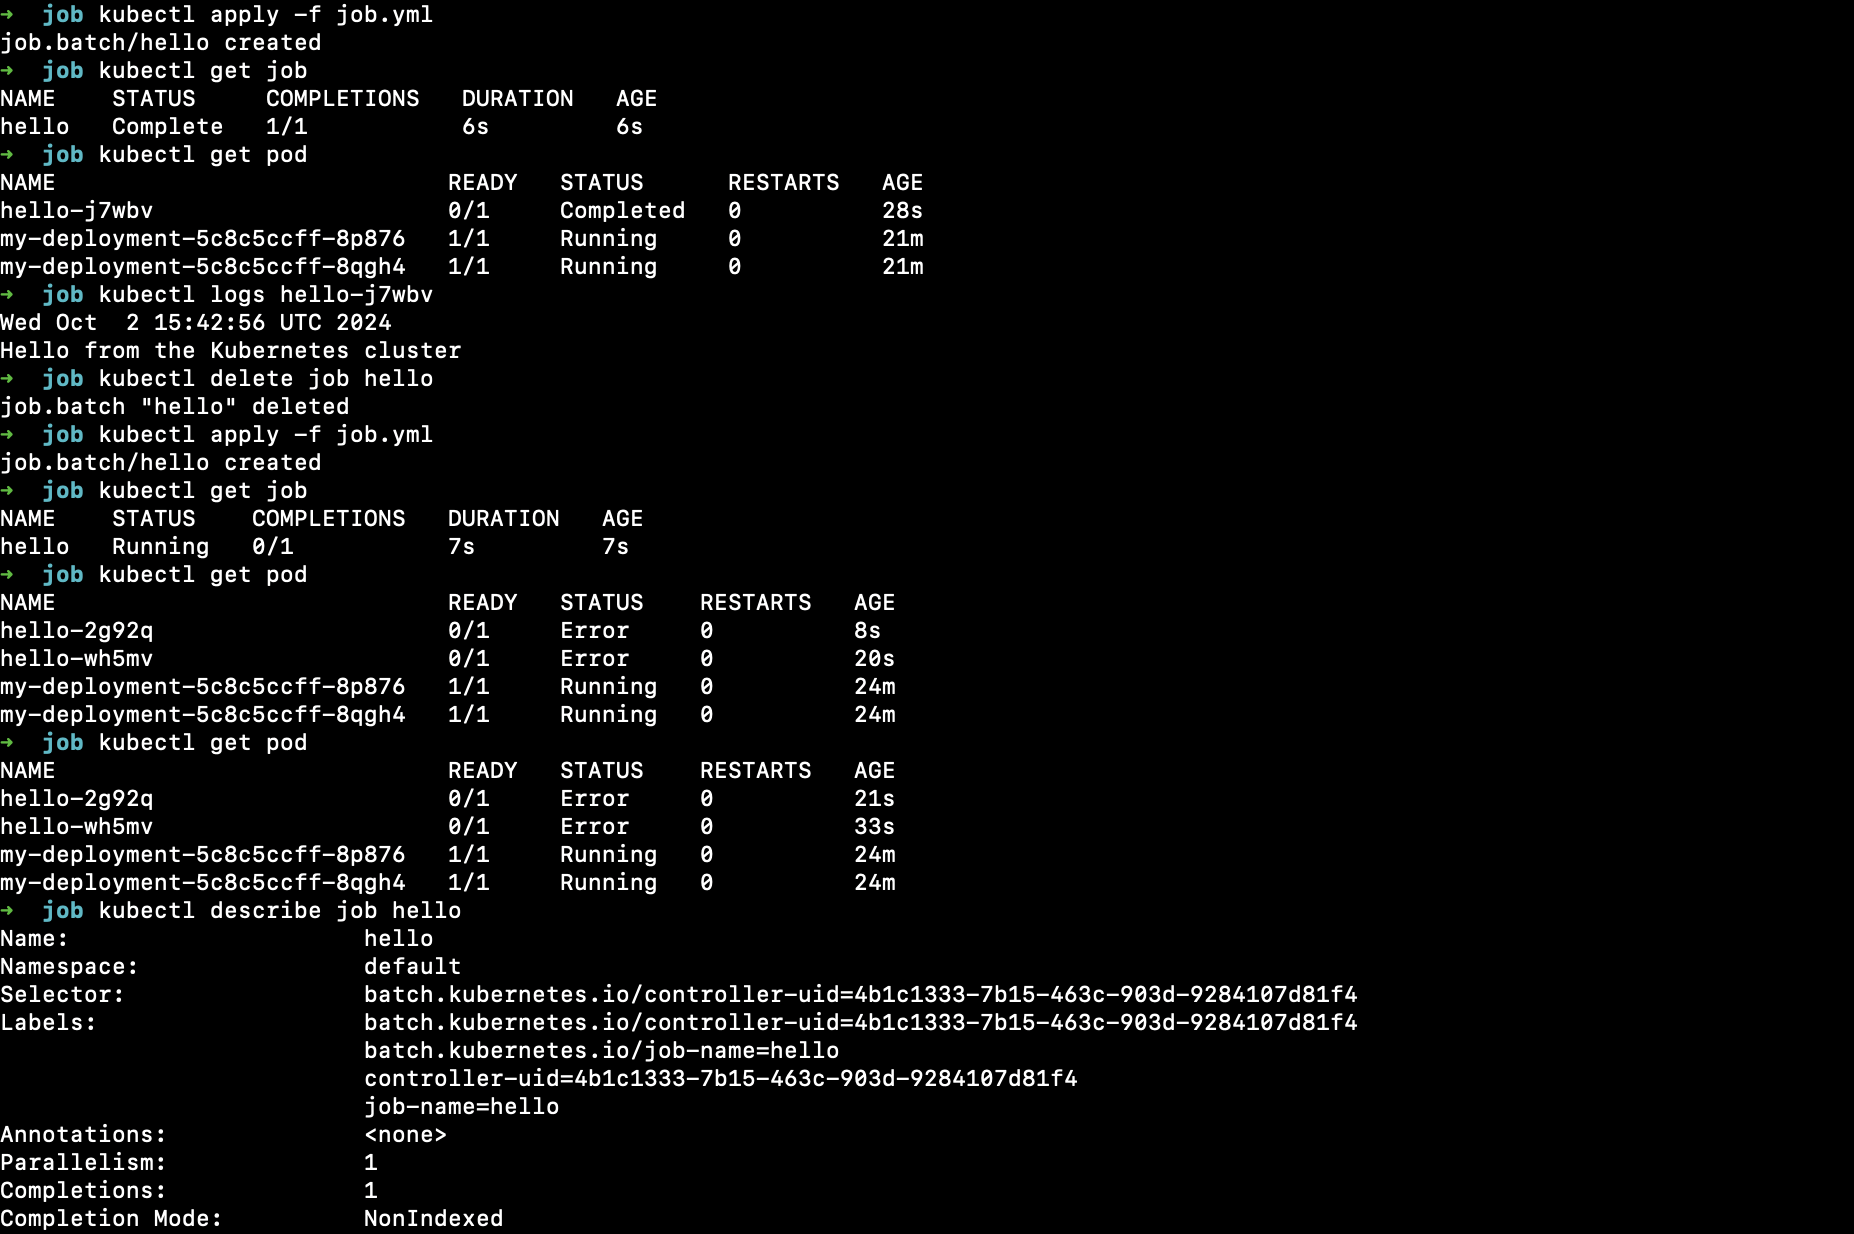 ➜  job kubectl apply -f job.yml
job.batch/hello created
➜  job kubectl get job
NAME    STATUS     COMPLETIONS   DURATION   AGE
hello   Complete   1/1           6s         6s
➜  job kubectl get pod
NAME                            READY   STATUS      RESTARTS   AGE
hello-j7wbv                     0/1     Completed   0          28s
my-deployment-5c8c5ccff-8p876   1/1     Running     0          21m
my-deployment-5c8c5ccff-8qgh4   1/1     Running     0          21m
➜  job kubectl logs hello-j7wbv
Wed Oct  2 15:42:56 UTC 2024
Hello from the Kubernetes cluster
➜  job kubectl delete job hello
job.batch "hello" deleted
➜  job kubectl apply -f job.yml
job.batch/hello created
➜  job kubectl get job
NAME    STATUS    COMPLETIONS   DURATION   AGE
hello   Running   0/1           7s         7s
➜  job kubectl get pod
NAME                            READY   STATUS    RESTARTS   AGE
hello-2g92q                     0/1     Error     0          8s
hello-wh5mv                     0/1     Error     0          20s
my-deployment-5c8c5ccff-8p876   1/1     Running   0          24m
my-deployment-5c8c5ccff-8qgh4   1/1     Running   0          24m
➜  job kubectl get pod
NAME                            READY   STATUS    RESTARTS   AGE
hello-2g92q                     0/1     Error     0          21s
hello-wh5mv                     0/1     Error     0          33s
my-deployment-5c8c5ccff-8p876   1/1     Running   0          24m
my-deployment-5c8c5ccff-8qgh4   1/1     Running   0          24m
➜  job kubectl describe job hello
Name:                     hello
Namespace:                default
Selector:                 batch.kubernetes.io/controller-uid=4b1c1333-7b15-463c-903d-9284107d81f4
Labels:                   batch.kubernetes.io/controller-uid=4b1c1333-7b15-463c-903d-9284107d81f4
                          batch.kubernetes.io/job-name=hello
                          controller-uid=4b1c1333-7b15-463c-903d-9284107d81f4
                          job-name=hello
Annotations:              <none>
Parallelism:              1
Completions:              1
Completion Mode:          NonIndexed